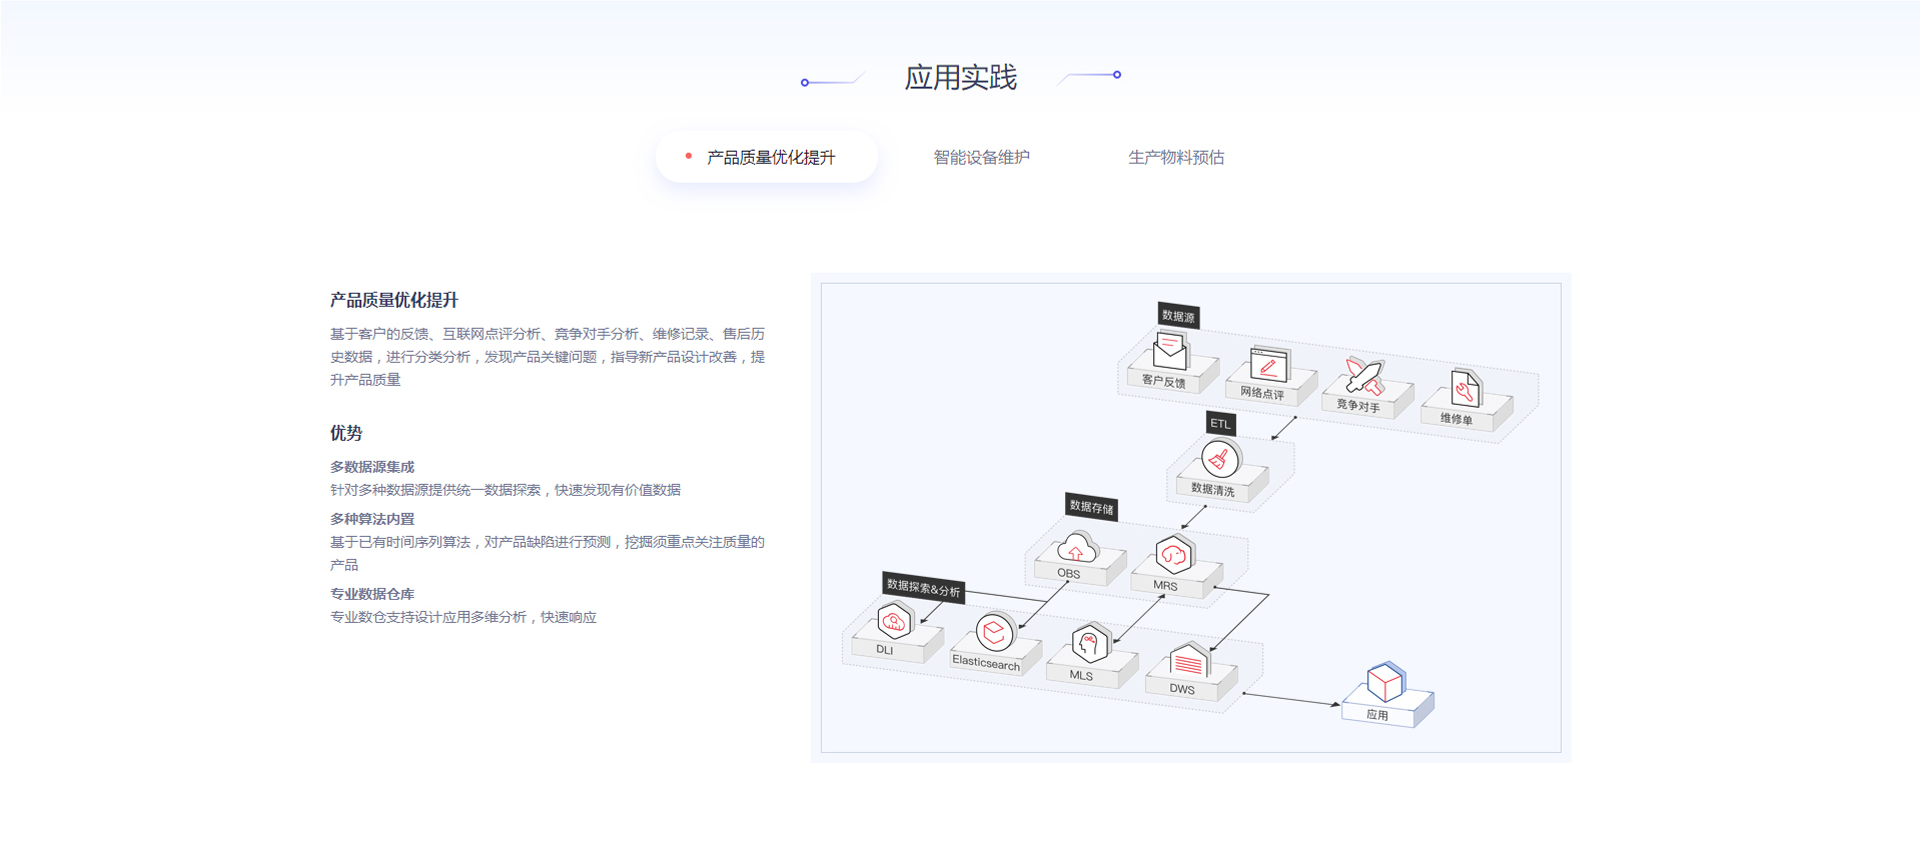 应用实践
产品质量优化提升
智能设备维护
生产物料预估
产品质量优化提升
基于客户的反馈、互联网点评分析、竞争对手分析、维修记录、售后历
史数据，进行分类分析，发现产品关键问题，指导新产品设计改善，提
升产品质量
优势
多数据源集成
针对多种数据源提供统一数据探索，快速发现有价值数据
多种算法内置
基于已有时间序列算法，对产品缺陷进行预测，挖掘须重点关注质量的
产品
专业数据仓库
专业数仓支持设计应用多维分析，快速响应
数据源
客户反馈
网络点评
竞争对手
维修单
ETL
数据清洗
数据存储
OBS
MRS
数据探索&分析
DLI
Elasticsearch
MLS
DWS
应用